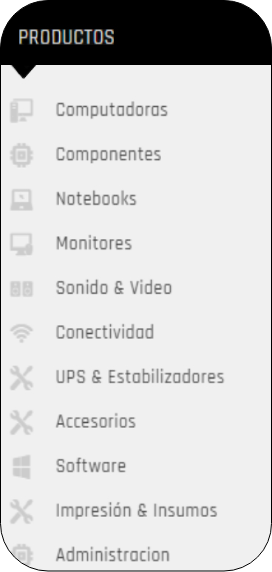 PRODUCTOS
Computadoras
Componentes
Notebooks
Monitores
Sonido & Video
Conectividad
UPS & Estabilizadores
Accesorios
Software
Impresión & Insumos
Administracion